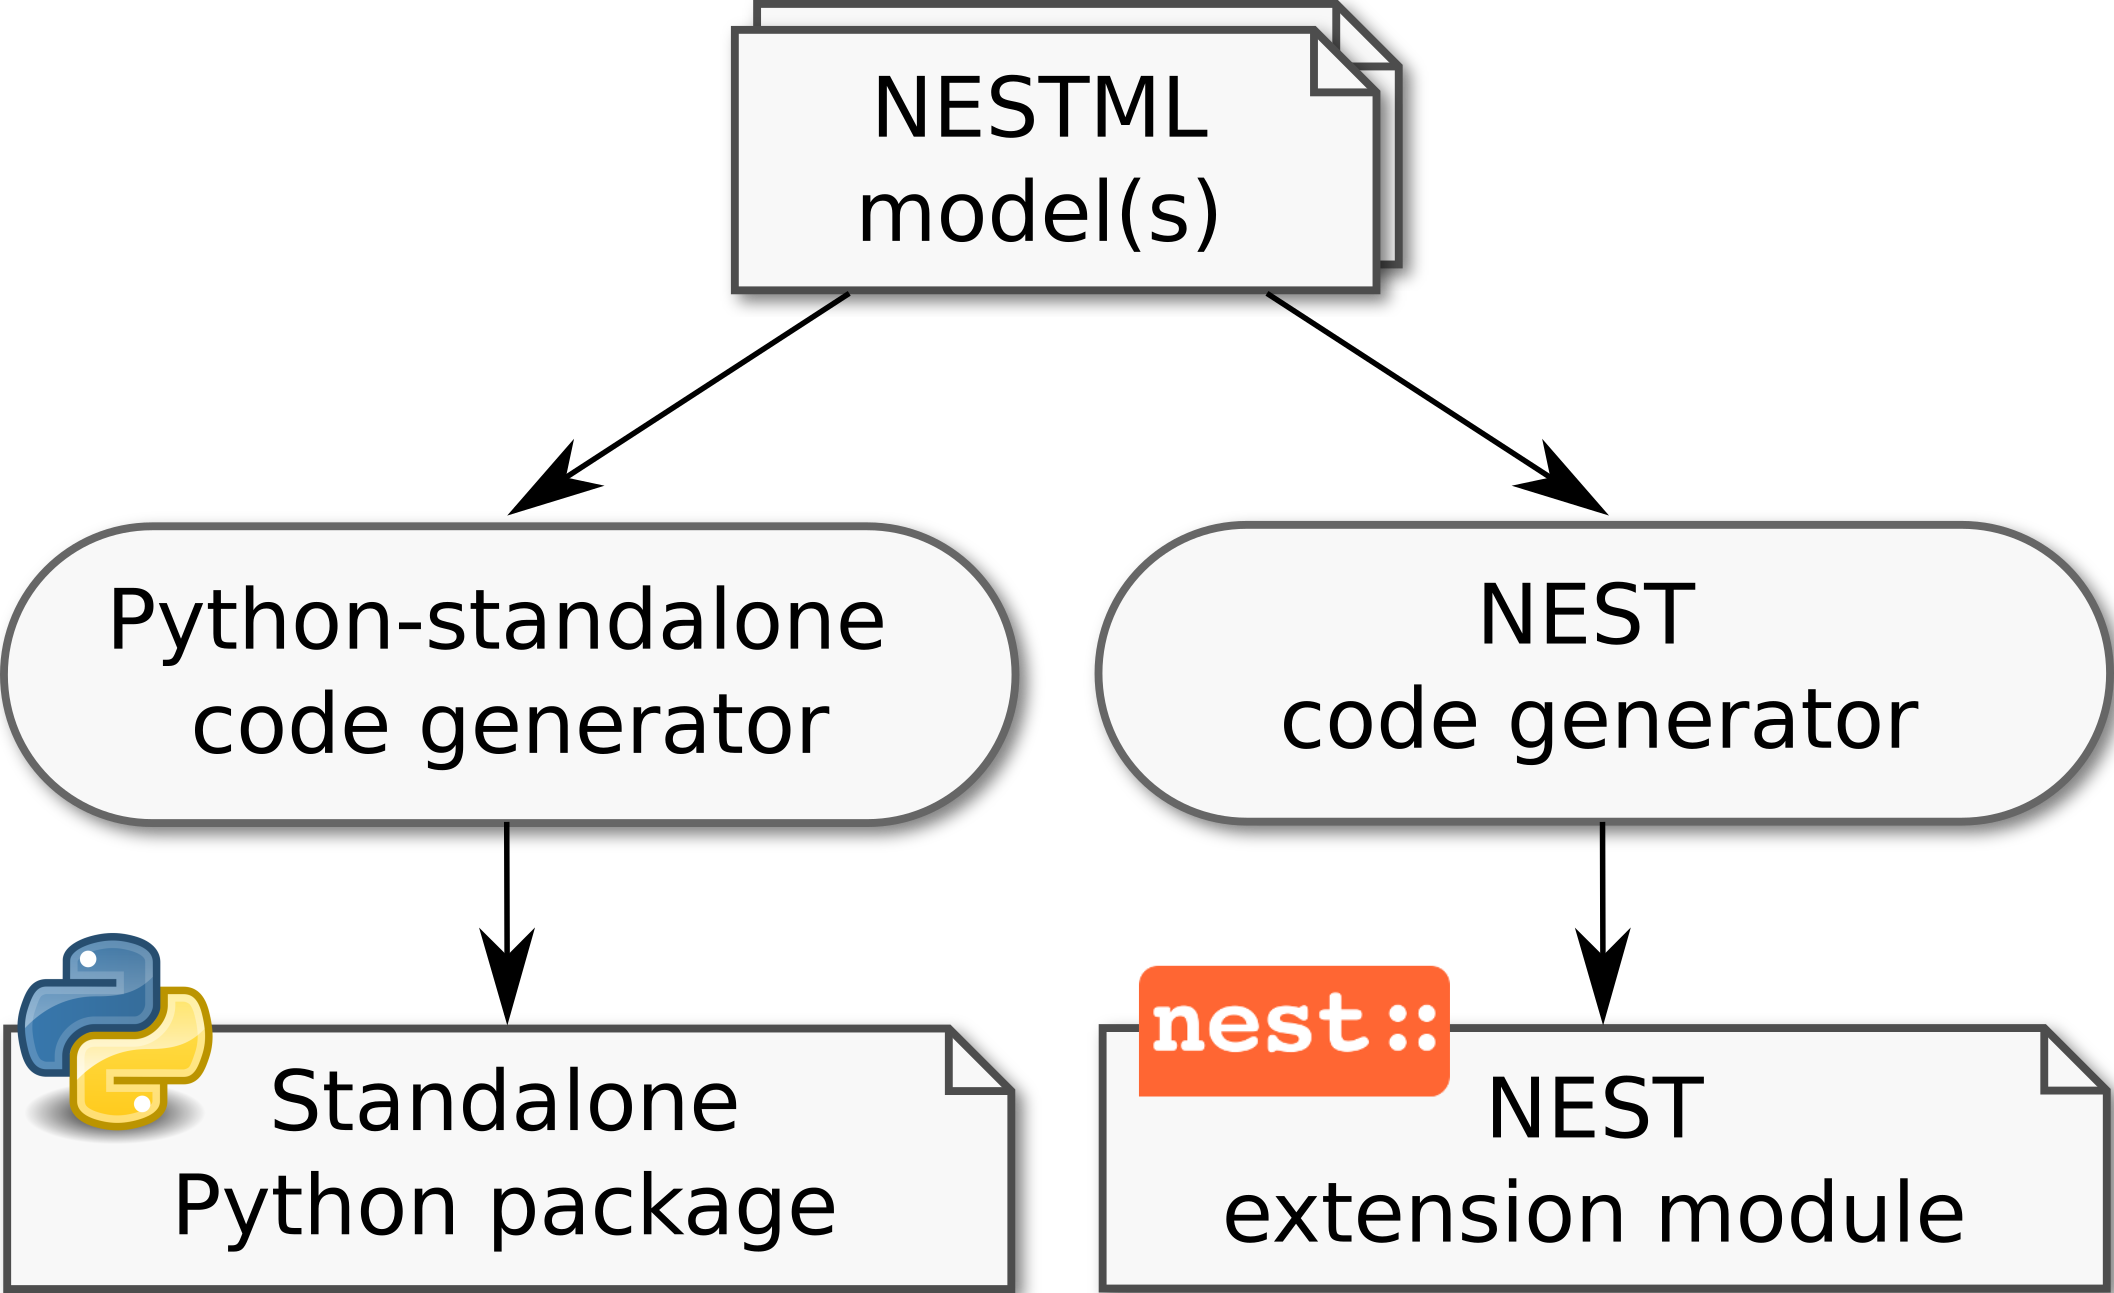 NESTML
model(s)
Python-standalone
code generator
NEST
code generator
Standalone
Python package
nest::
NEST
extension module